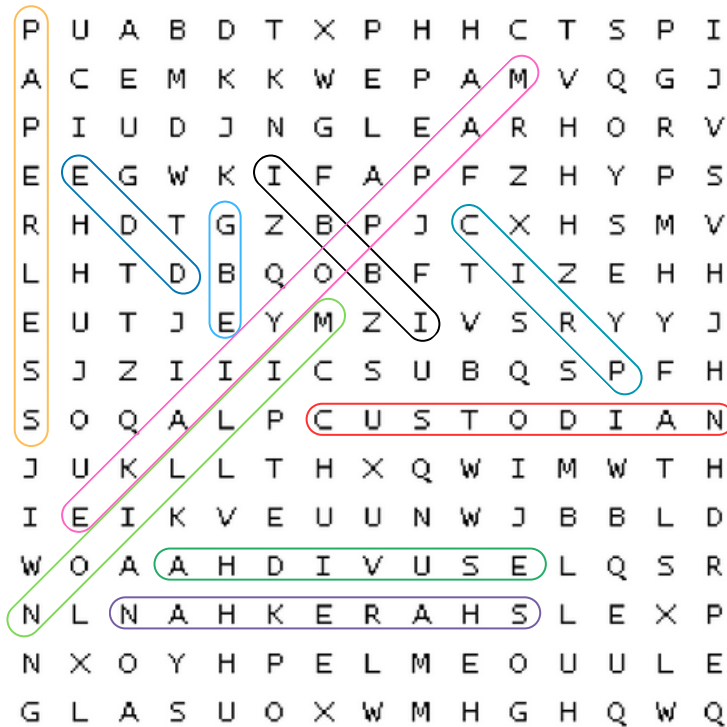 P U A B D T X P H H C T S P I
A C E M K K W E P A M V Q G J
P I U D J N G L E A R H O R V
E E G W K I F A P F Z H Y P S
R H D T G Z B P J C X H S M V
L H T D B Q O B F T I Z E H H
E U T J E Y M Z I V S R Y Y J
S J Z I I I C S U B Q S P F H
S O Q A L P C U S T O D I A N
J U K L L T H X Q W I M W T H
I E I K V E U U N W J B B L D
W O A A H D I V U S E L Q S R
N L N A H K E R A H S L E X P
N X O Y H P E L M E O U U L E
G L A S U O X W M H G H Q W Q